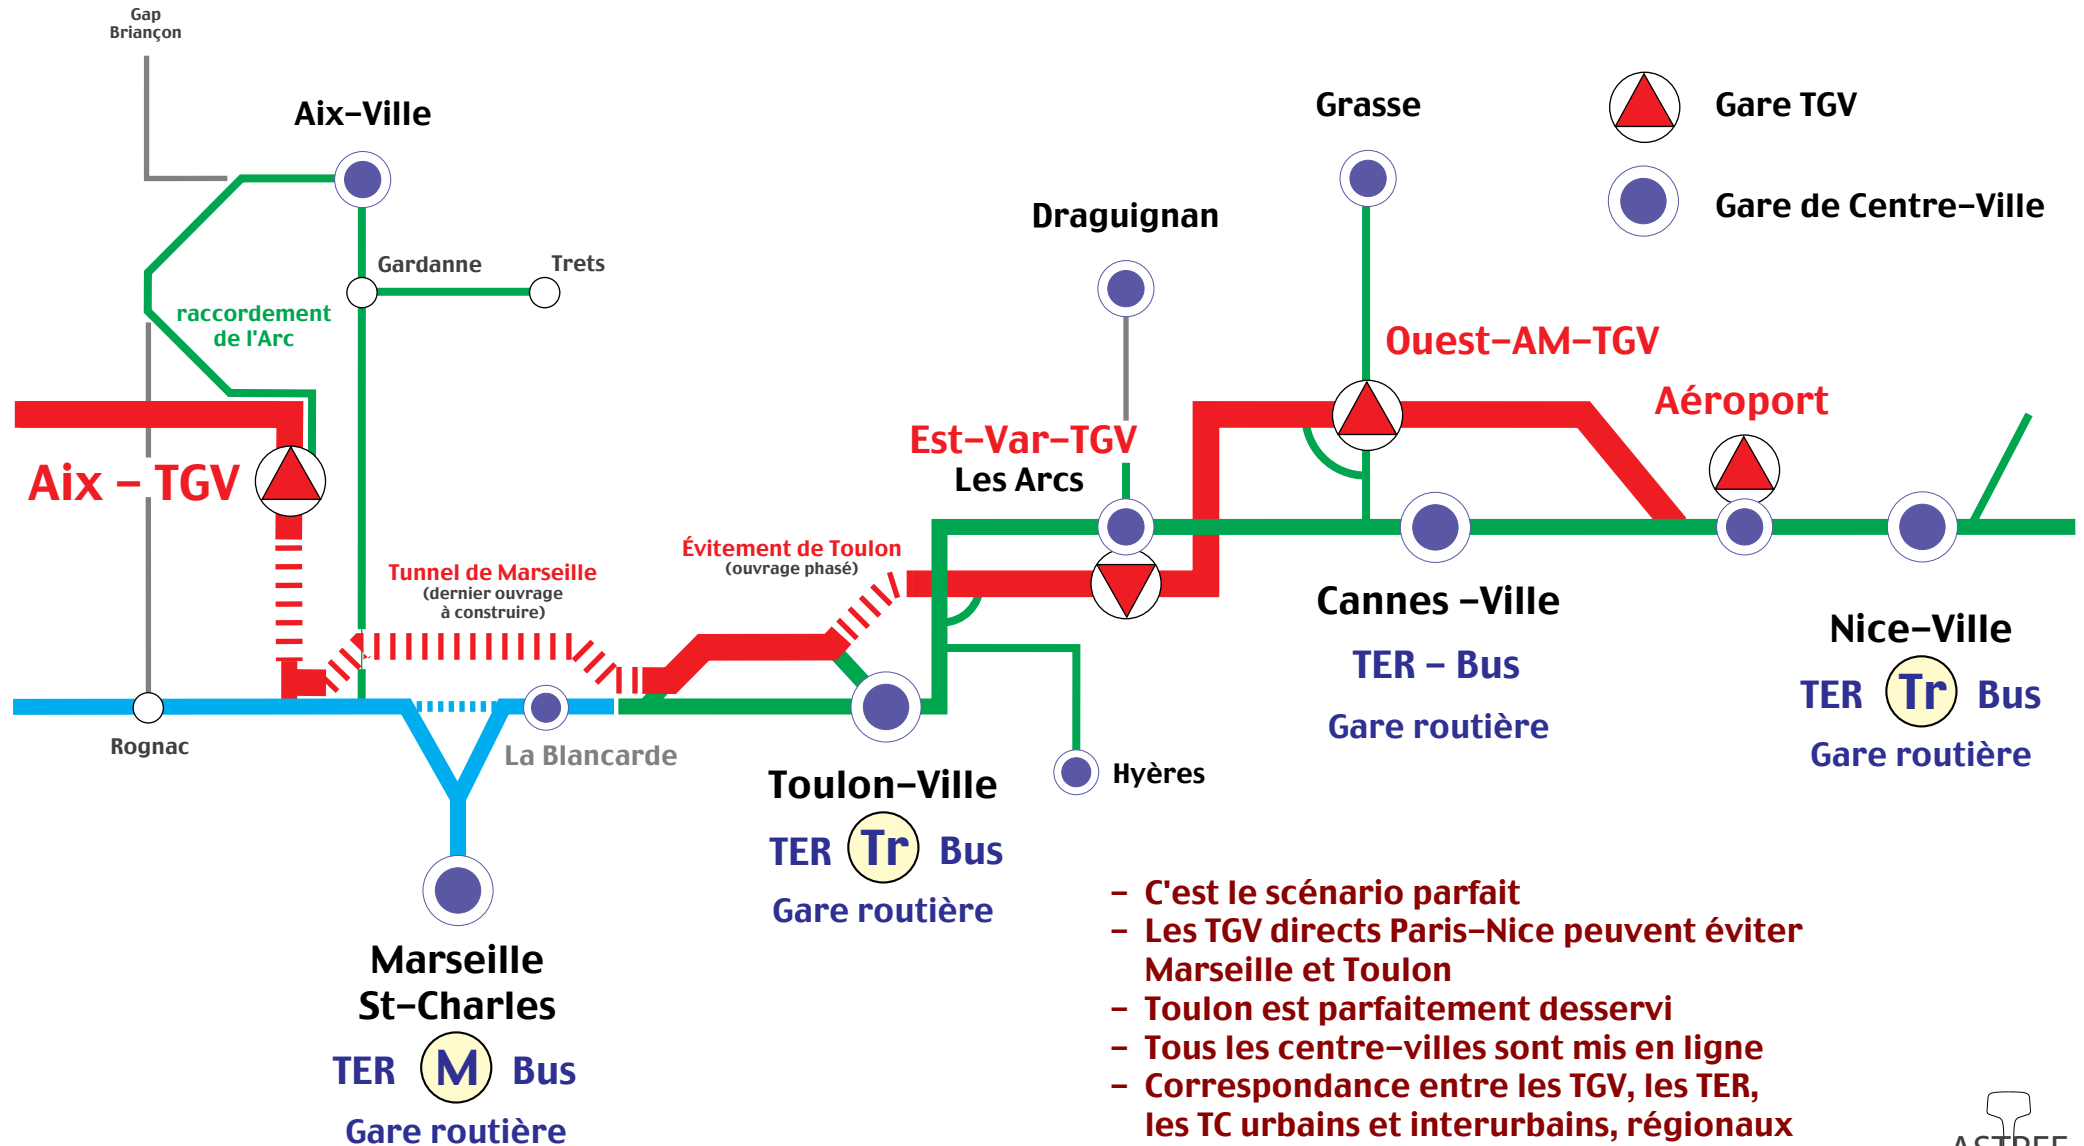 Gap
Briançon
Aix–Ville
Grasse
Gare TGV
Draguignan
Gare de Centre–Ville
Gardanne
Trets
raccordement
de l'Arc
Ouest–AM–TGV
Aéroport
Est–Var–TGV
Les Arcs
Aix – TGV
Évitement de Toulon
(ouvrage phasé)
Tunnel de Marseille
(dernier ouvrage
à construire)
Cannes –Ville
TER – Bus
Gare routière
Nice–Ville
TER Tr Bus
Gare routière
Rognac
La Blancarde
Toulon–Ville
TER Tr Bus
Gare routière
Hyères
Marseille
St–Charles
TER M Bus
Gare routière
– C'est le scénario parfait
– Les TGV directs Paris–Nice peuvent éviter
Marseille et Toulon
– Toulon est parfaitement desservi
– Tous les centre–villes sont mis en ligne
– Correspondance entre les TGV, les TER,
les TC urbains et interurbains, régionaux